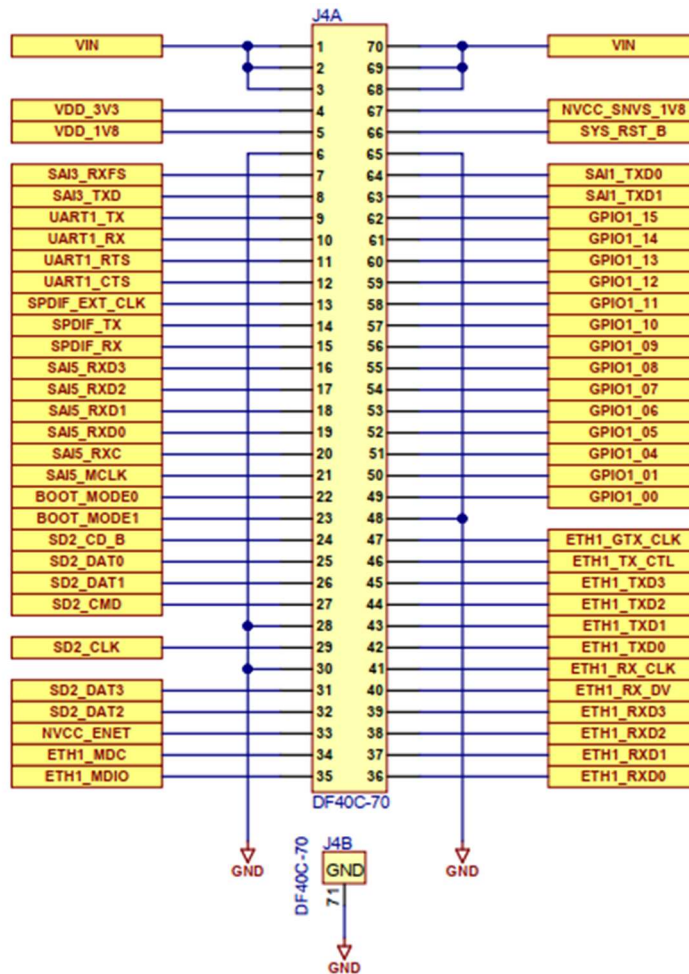 J4A
VIN 1 70 VIN
2 69
3 68
VDD_3V3 4 67 NVCC_SNVS_1V8
VDD_1V8 5 66 SYS_RST_B
6 65
SAI3_RXFS 7 64 SAI1_TXD0
SAI3_TXD 8 63 SAI1_TXD1
UART1_TX 9 62 GPIO1_15
UART1_RX 10 61 GPIO1_14
UART1_RTS 11 60 GPIO1_13
UART1_CTS 12 59 GPIO1_12
SPDIF_EXT_CLK 13 58 GPIO1_11
SPDIF_TX 14 57 GPIO1_10
SPDIF_RX 15 56 GPIO1_09
SAI5_RXD3 16 55 GPIO1_08
SAI5_RXD2 17 54 GPIO1_07
SAI5_RXD1 18 53 GPIO1_06
SAI5_RXD0 19 52 GPIO1_05
SAI5_RXC 20 51 GPIO1_04
SAI5_MCLK 21 50 GPIO1_01
BOOT_MODE0 22 49 GPIO1_00
BOOT_MODE1 23 48
SD2_CD_B 24 47 ETH1_GTX_CLK
SD2_DAT0 25 46 ETH1_TX_CTL
SD2_DAT1 26 45 ETH1_TXD3
SD2_CMD 27 44 ETH1_TXD2
28 43 ETH1_TXD1
SD2_CLK 29 42 ETH1_TXD0
30 41 ETH1_RX_CLK
SD2_DAT3 31 40 ETH1_RX_DV
SD2_DAT2 32 39 ETH1_RXD3
NVCC_ENET 33 38 ETH1_RXD2
ETH1_MDC 34 37 ETH1_RXD1
ETH1_MDIO 35 36 ETH1_RXD0
DF40C-70
GND GND
J4B
DF40C-70
GND
71
GND